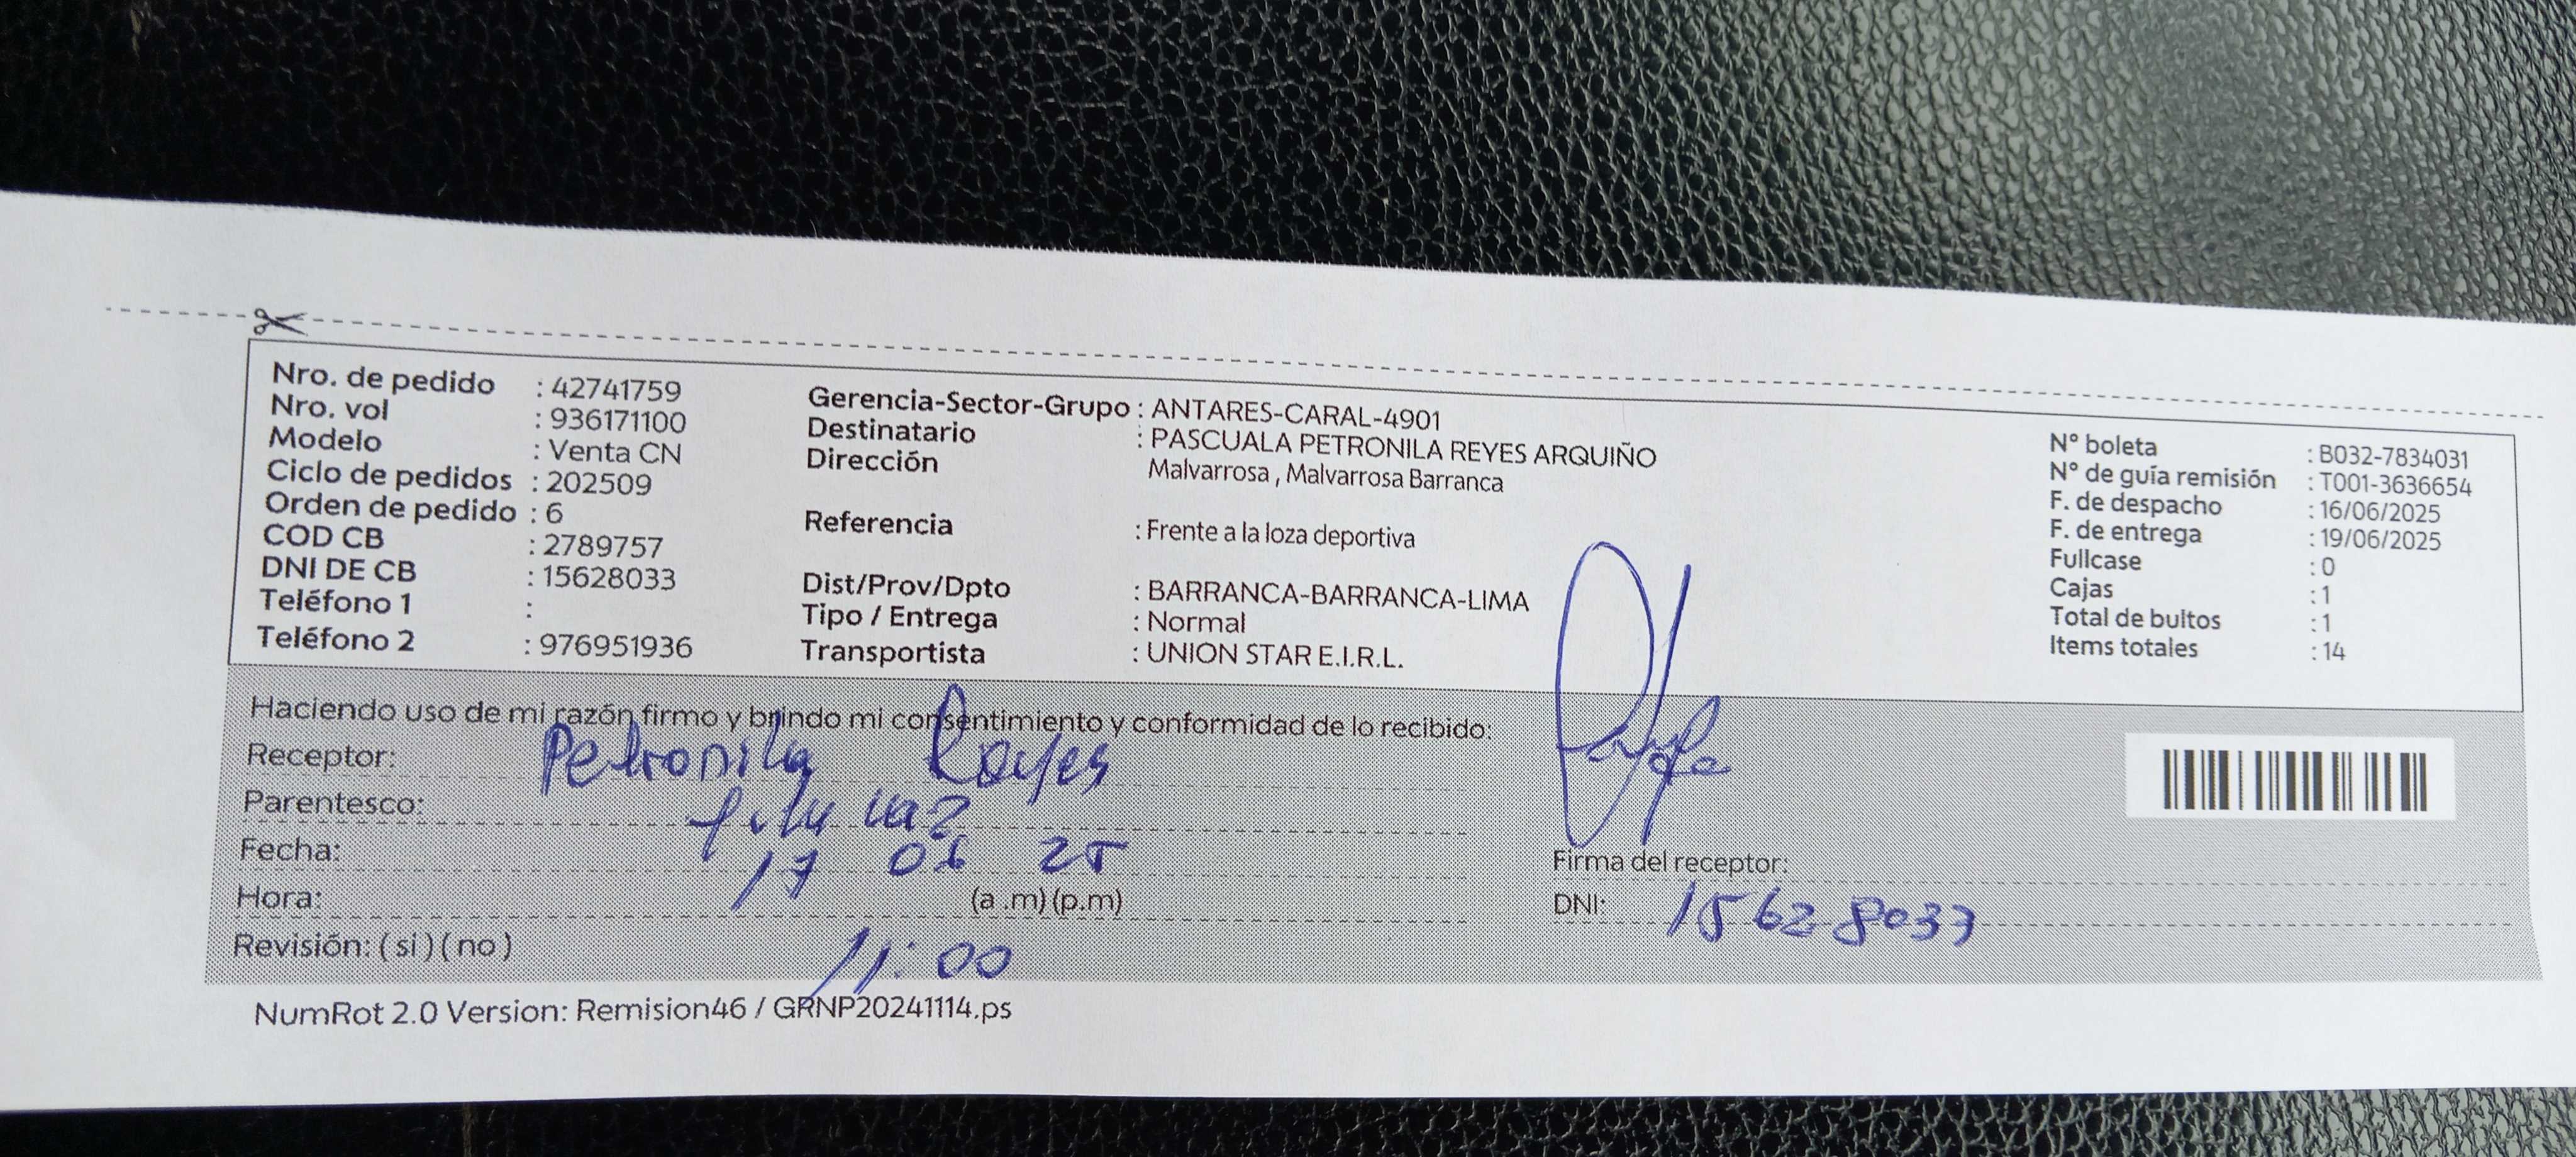 Nro. de pedido : 42741759
Nro. vol : 936171100
Modelo : Venta CN
Ciclo de pedidos : 202509
Orden de pedido : 6
COD CB : 2789757
DNI DE CB : 15628033
Teléfono 1 :
Teléfono 2 : 976951936
Gerencia-Sector-Grupo : ANTARES-CARAL-4901
Destinatario : PASCUALA PETRONILA REYES ARQUIÑO
Dirección Malvarrosa , Malvarrosa Barranca
Referencia : Frente a la loza deportiva
Dist/Prov/Dpto : BARRANCA-BARRANCA-LIMA
Tipo / Entrega : Normal
Transportista : UNION STAR E.I.R.L.
N° boleta : B032-7834031
N° de guía remisión : T001-3636654
F. de despacho : 16/06/2025
F. de entrega : 19/06/2025
Fullcase : 0
Cajas : 1
Total de bultos : 1
Items totales : 14
Haciendo uso de mi razón firmo y brindo mi consentimiento y conformidad de lo recibido:
Receptor: Petronila Reyes
Parentesco:
Fecha: 17 06 25
Hora: (a .m) (p.m)
11:00
Revisión: ( si ) ( no )
Firma del receptor:
DNI: 15628033
NumRot 2.0 Version: Remision46 / GRNP20241114.ps